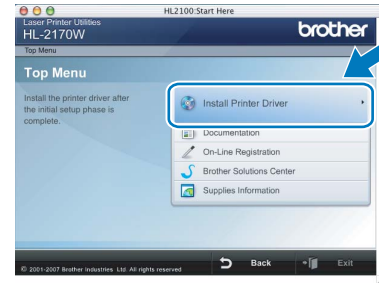 HL2100:Start Here
Laser Printer Utilities
HL-2170W
brother
Top Menu
Top Menu
Install the printer driver after
the initial setup phase is
complete.
Install Printer Driver
Documentation
On-Line Registration
Brother Solutions Center
Supplies Information
© 2001-2007 Brother Industries Ltd. All rights reserved
Back
Exit